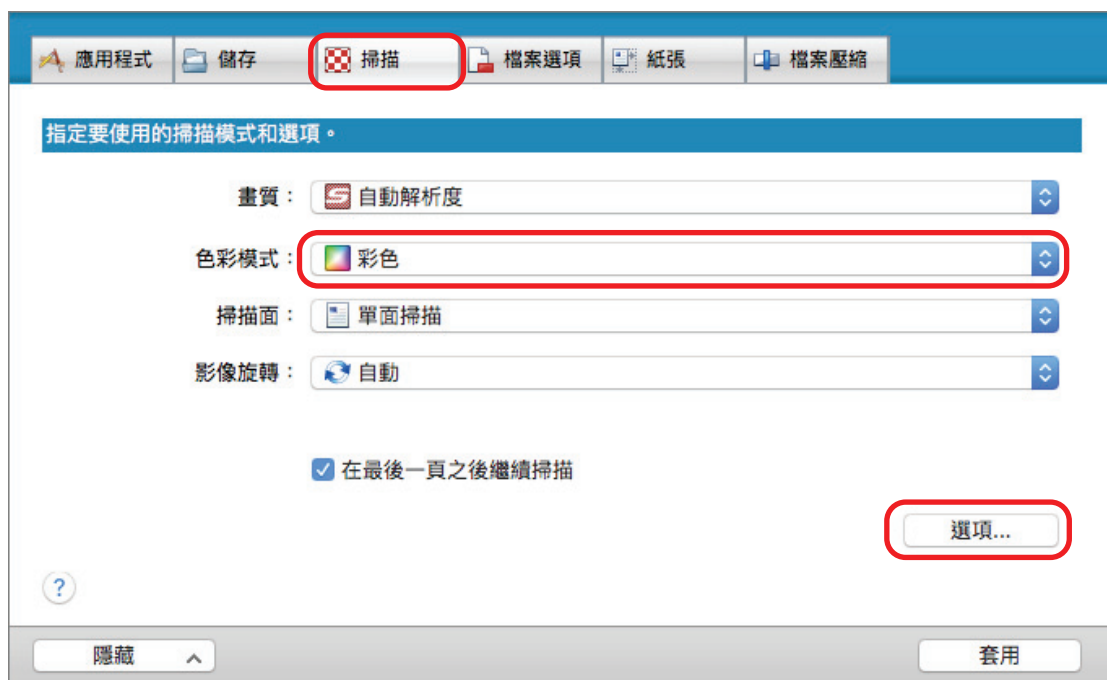 應用程式 儲存 掃描 檔案選項 紙張 檔案壓縮
指定要使用的掃描模式和選項。
畫質： 自動解析度
色彩模式： 彩色
掃描面： 單面掃描
影像旋轉： 自動
在最後一頁之後繼續掃描
選項...
?
隱藏 套用